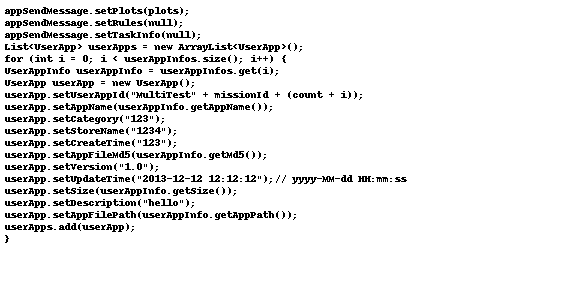 appSendMessage.setPlots(plots);
appSendMessage.setRules(null);
appSendMessage.setTaskInfo(null);
List<UserApp> userApps = new ArrayList<UserApp>();
for (int i = 0; i < userAppInfos.size(); i++) {
UserAppInfo userAppInfo = userAppInfos.get(i);
UserApp userApp = new UserApp();
userApp.setUserAppId("MultiTest" + missionId + (count + i));
userApp.setAppName(userAppInfo.getAppName());
userApp.setCategory("123");
userApp.setStoreName("1234");
userApp.setCreateTime("123");
userApp.setAppFileMd5(userAppInfo.getMd5());
userApp.setVersion("1.0");
userApp.setUpdateTime("2013-12-12 12:12:12");// yyyy-MM-dd HH:mm:ss
userApp.setSize(userAppInfo.getSize());
userApp.setDescription("hello");
userApp.setAppFilePath(userAppInfo.getAppPath());
userApps.add(userApp);
}